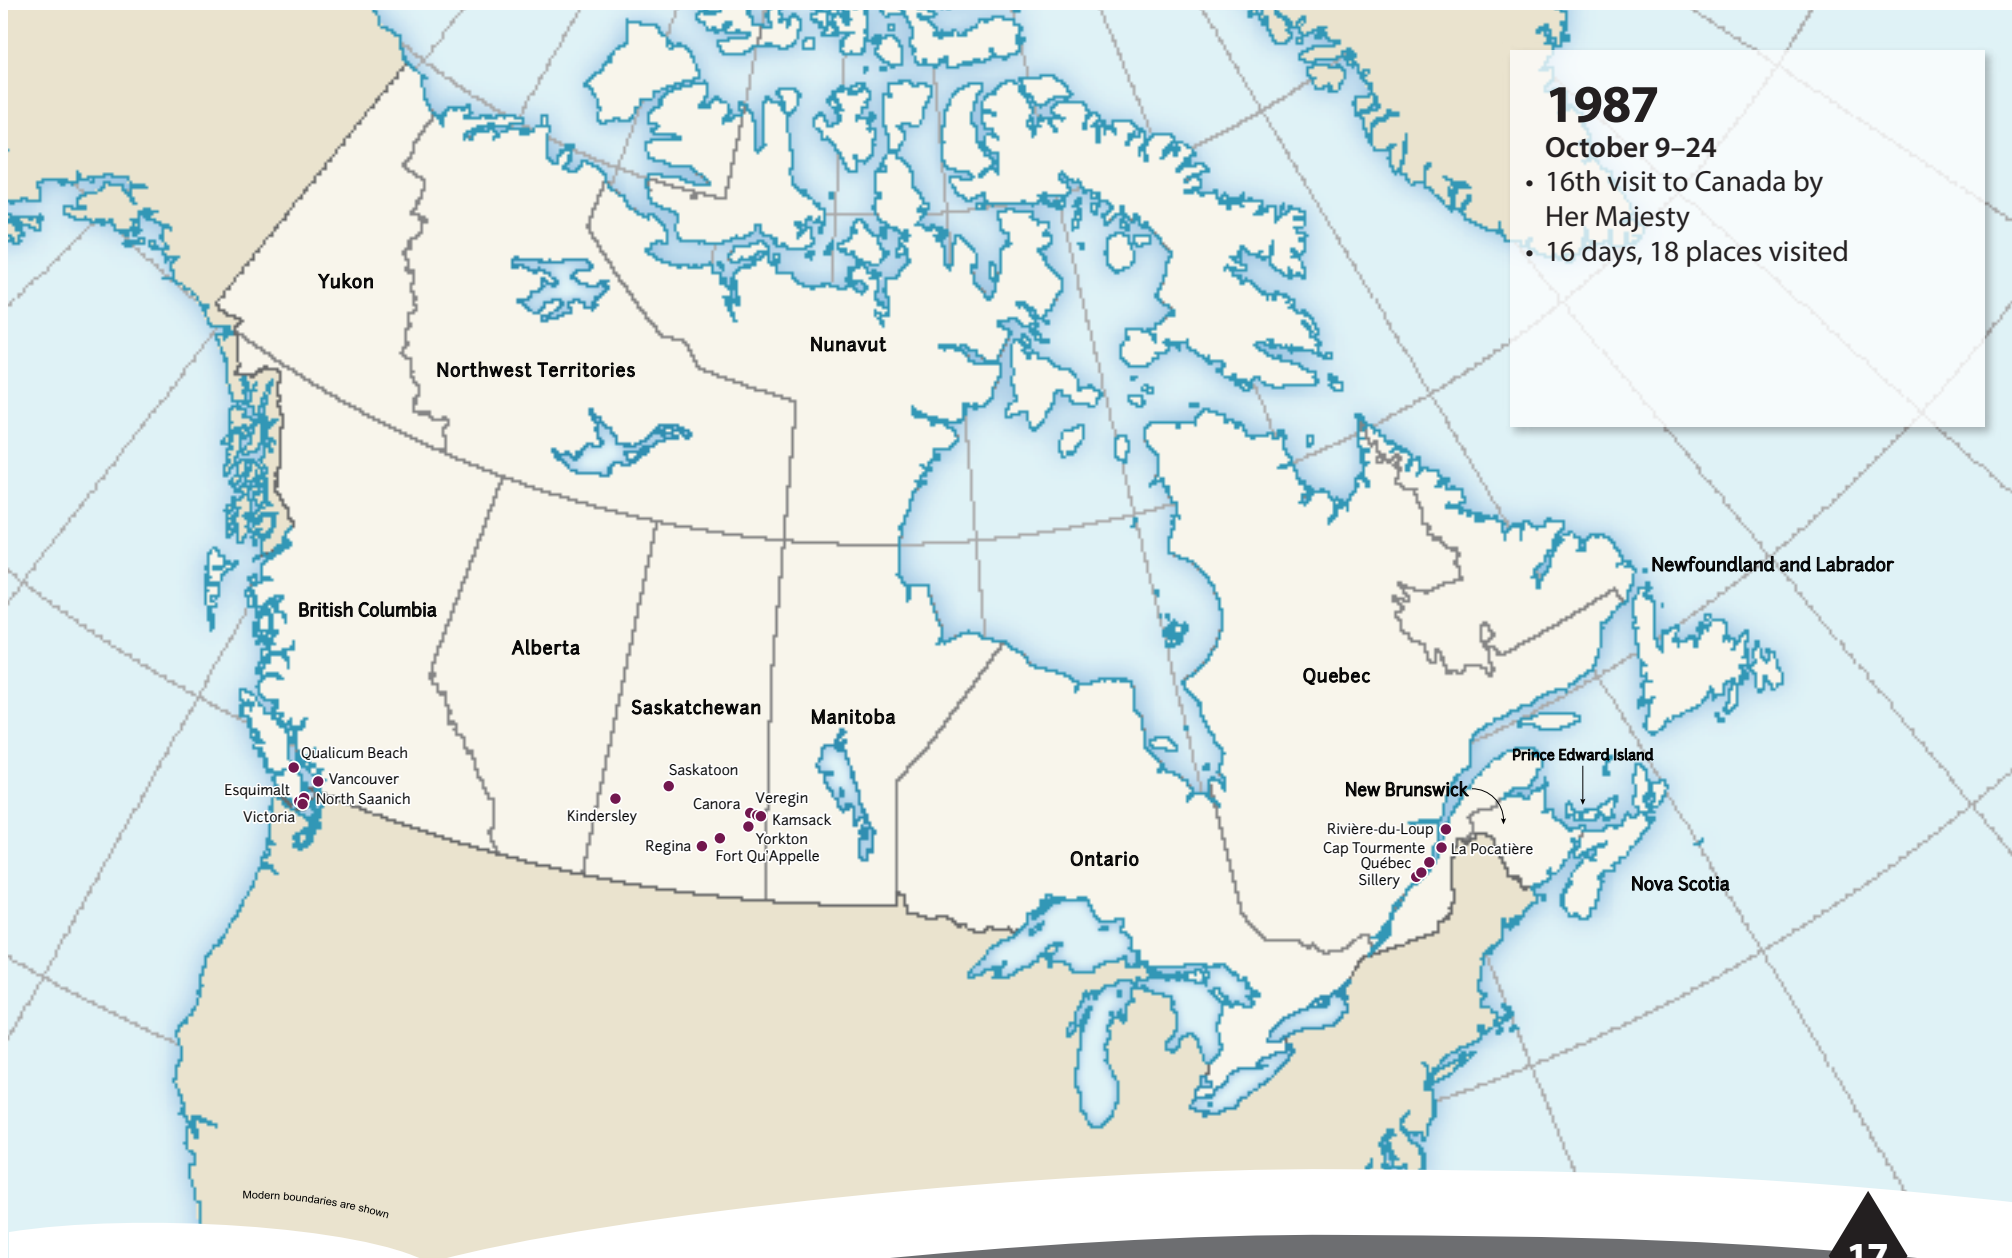 1987
October 9–24
• 16th visit to Canada by
Her Majesty
• 16 days, 18 places visited
Yukon
Nunavut
Northwest Territories
Newfoundland and Labrador
British Columbia
Alberta
Quebec
Saskatchewan
Manitoba
Qualicum Beach
Vancouver
Esquimalt
North Saanich
Victoria
Saskatoon
Kindersley
Canora
Veregin
Kamsack
Yorkton
Regina
Fort Qu'Appelle
Prince Edward Island
New Brunswick
Rivière-du-Loup
Cap Tourmente
La Pocatière
Québec
Sillery
Ontario
Nova Scotia
Modern boundaries are shown
17